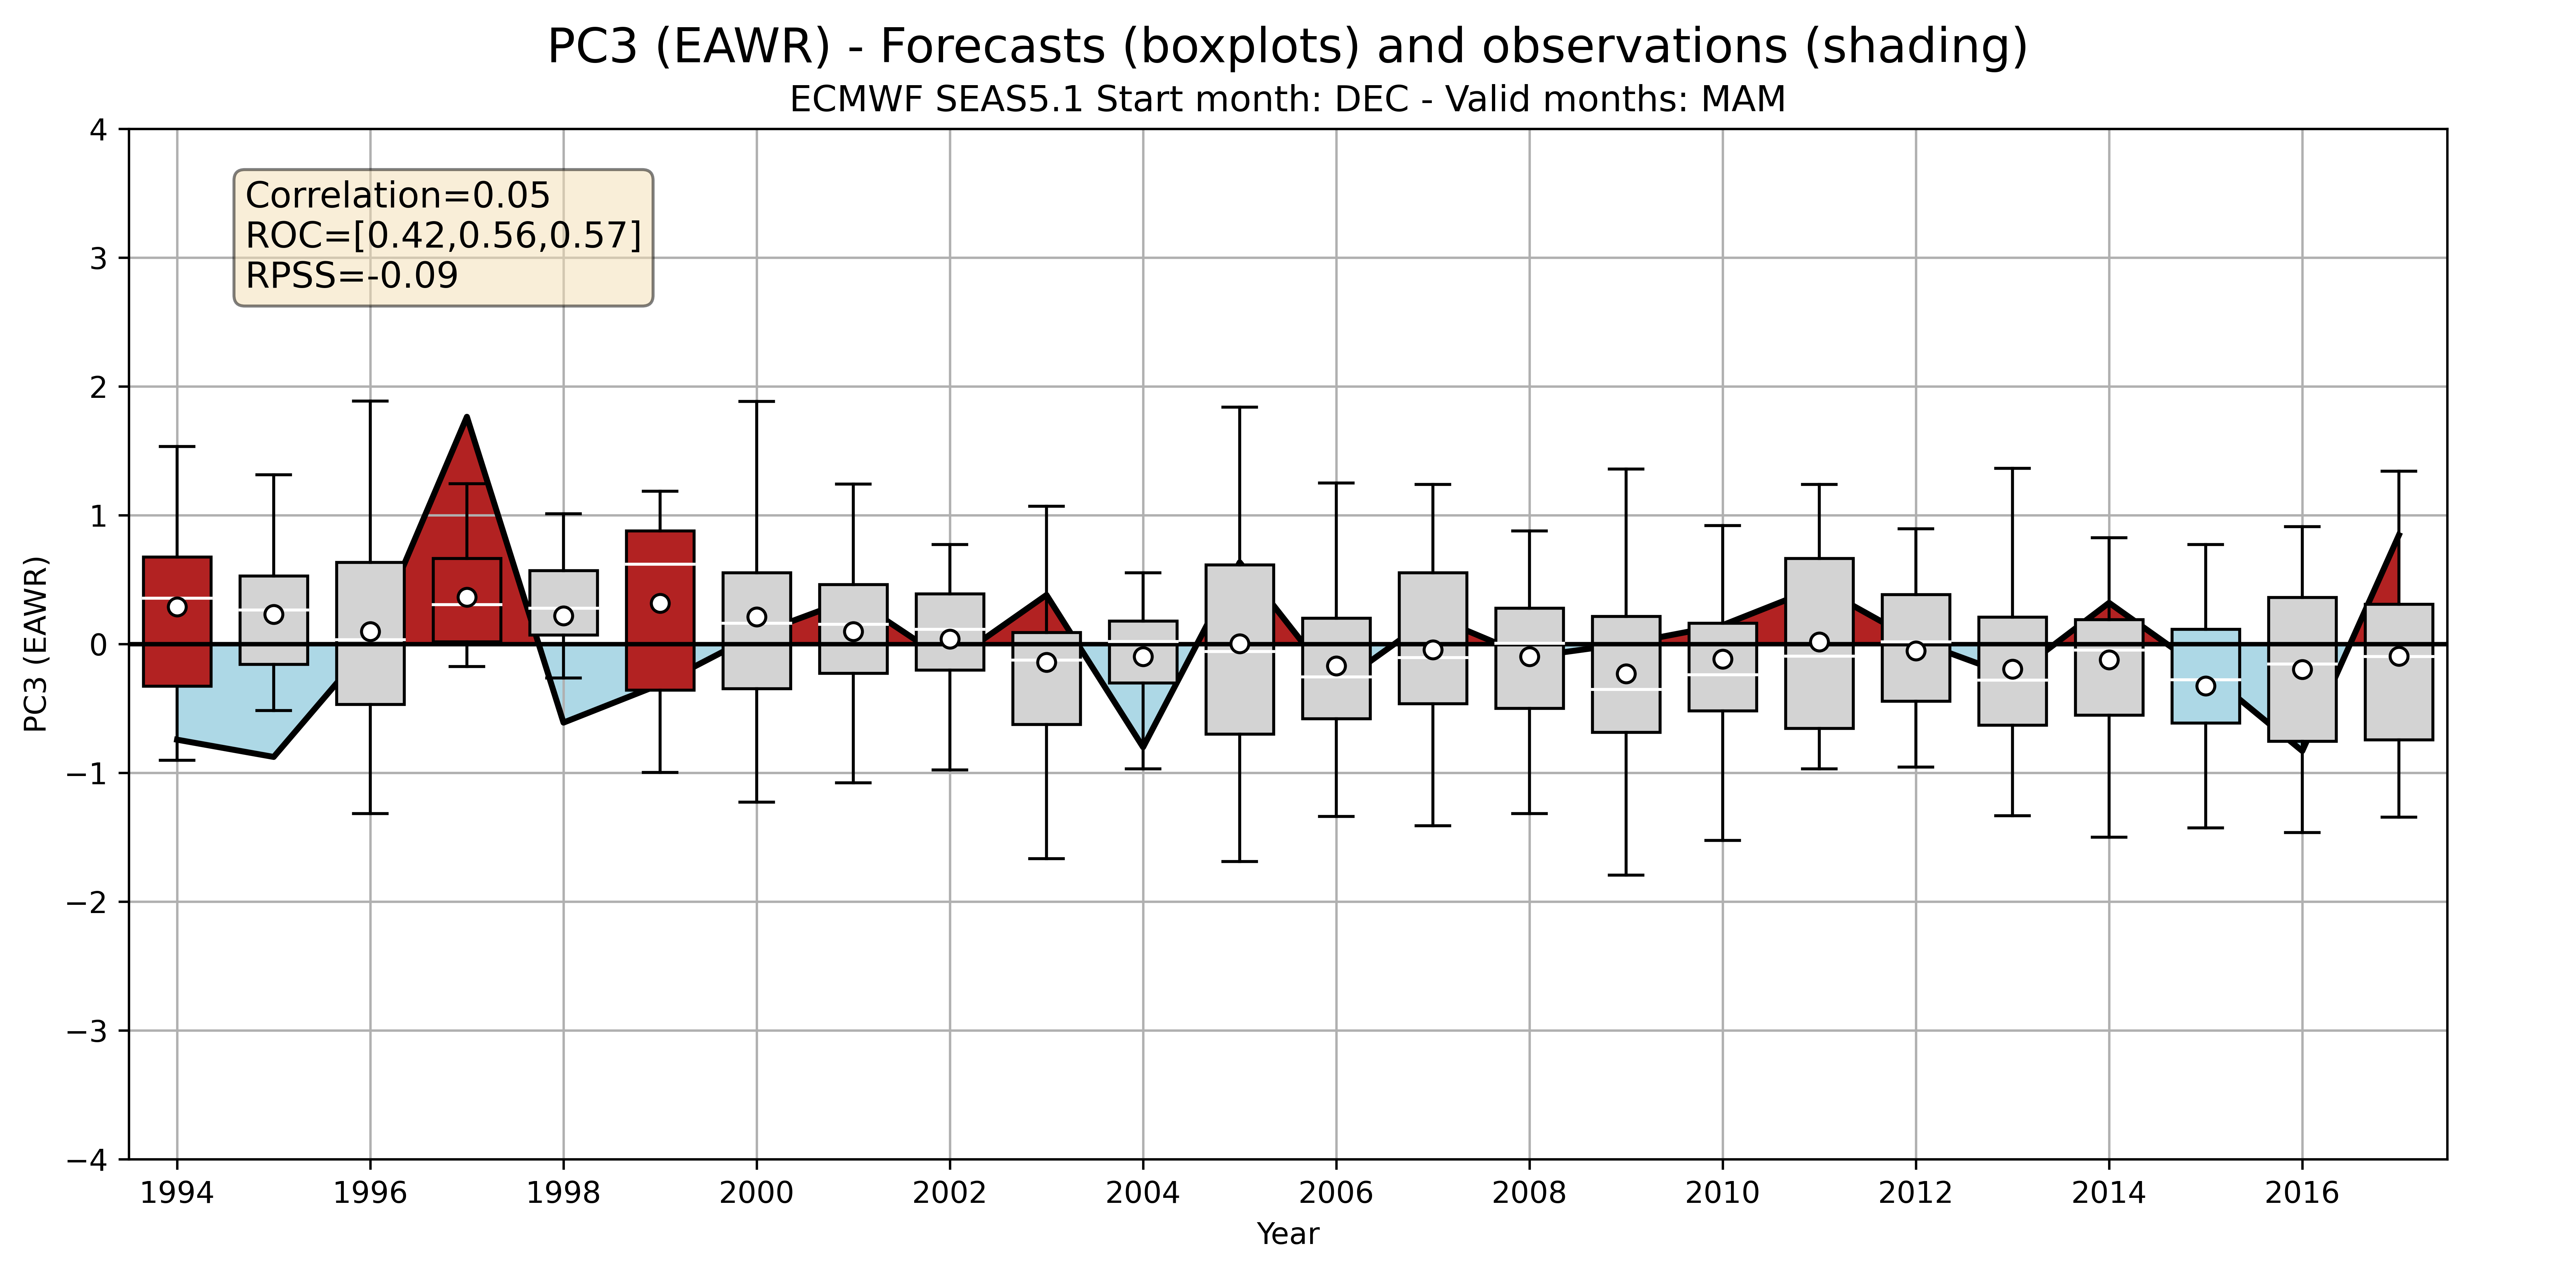 PC3 (EAWR) - Forecasts (boxplots) and observations (shading)
ECMWF SEAS5.1 Start month: DEC - Valid months: MAM
Correlation=0.05
ROC=[0.42,0.56,0.57]
RPSS=-0.09
PC3 (EAWR)
4
3
2
1
0
−1
−2
−3
−4
1994 1996 1998 2000 2002 2004 2006 2008 2010 2012 2014 2016
Year